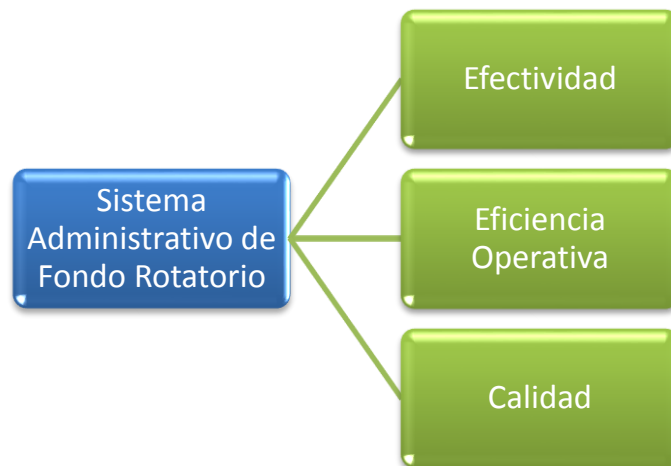 Efectividad
Sistema
Administrativo de
Fondo Rotatorio
Eficiencia
Operativa
Calidad